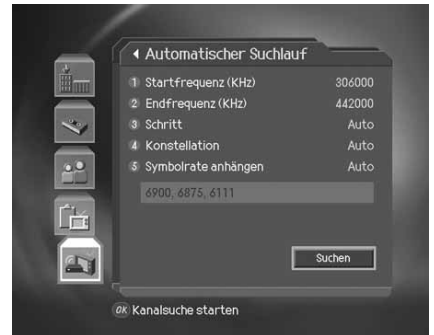 Automatischer Suchlauf
1 Startfrequenz (KHz) 306000
2 Endfrequenz (KHz) 442000
3 Schritt Auto
4 Konstellation Auto
5 Symbolrate anhängen Auto
6900, 6875, 6111
Suchen
OK Kanalsuche starten